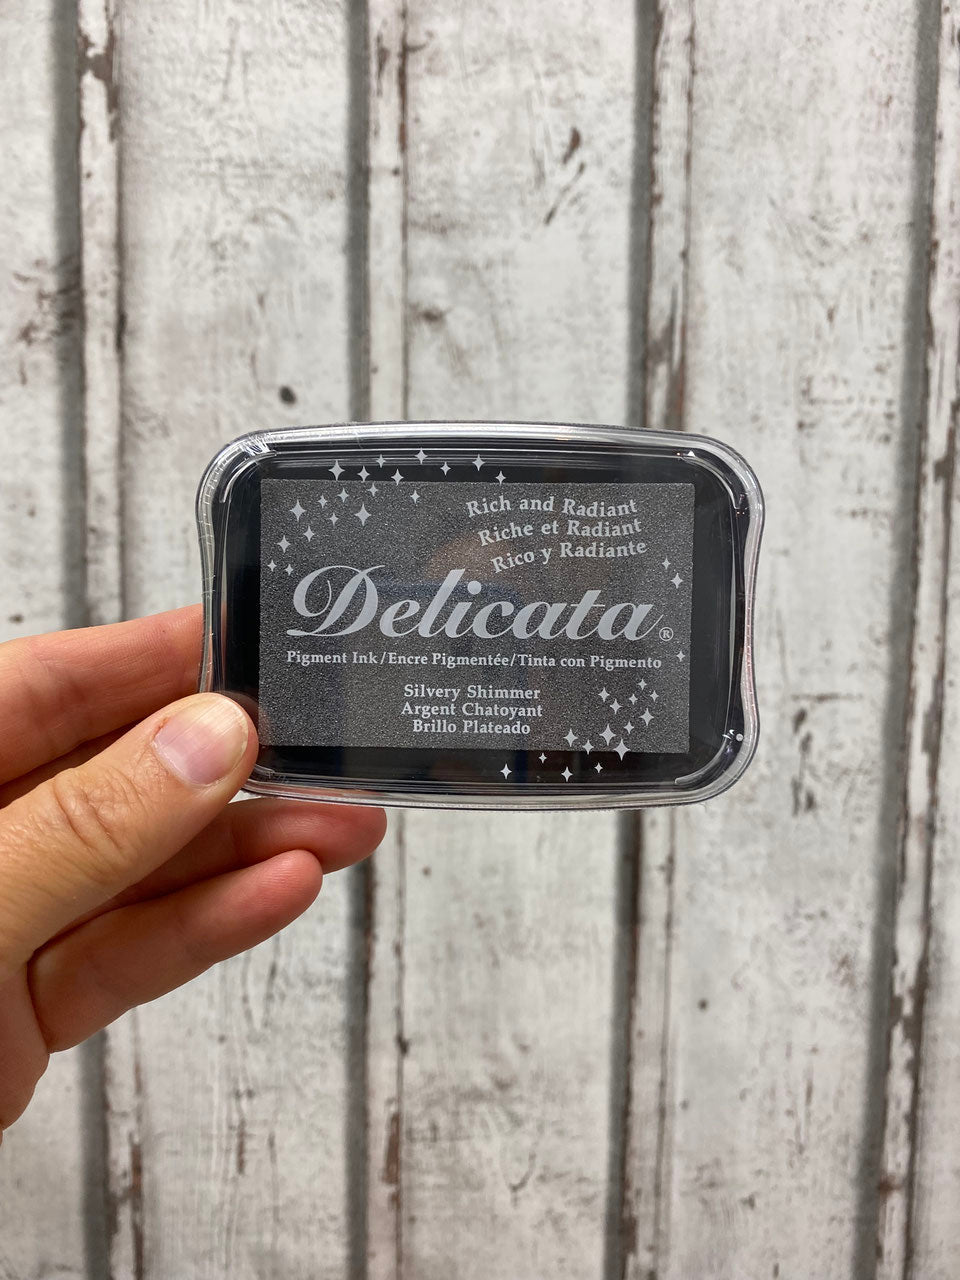 Rich and Radiant
Riche et Radiant
Rico y Radiante
Delicata®
Pigment Ink/Encre Pigmentée/Tinta con Pigmento
Silvery Shimmer
Argent Chatoyant
Brillo Plateado